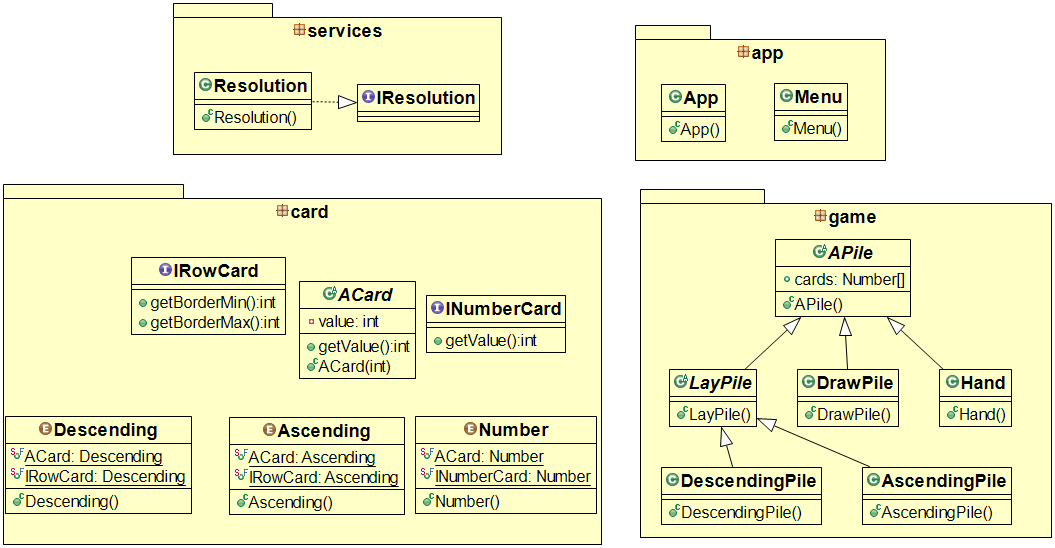 services
Resolution
Resolution()
IResolution
app
App
App()
Menu
Menu()
card
IRowCard
getBorderMin():int
getBorderMax():int
ACard
value: int
getValue():int
ACard(int)
INumberCard
getValue():int
Descending
ACard: Descending
IRowCard: Descending
Descending()
Ascending
ACard: Ascending
IRowCard: Ascending
Ascending()
Number
ACard: Number
INumberCard: Number
Number()
game
APile
cards: Number[]
APile()
LayPile
LayPile()
DrawPile
DrawPile()
Hand
Hand()
DescendingPile
DescendingPile()
AscendingPile
AscendingPile()